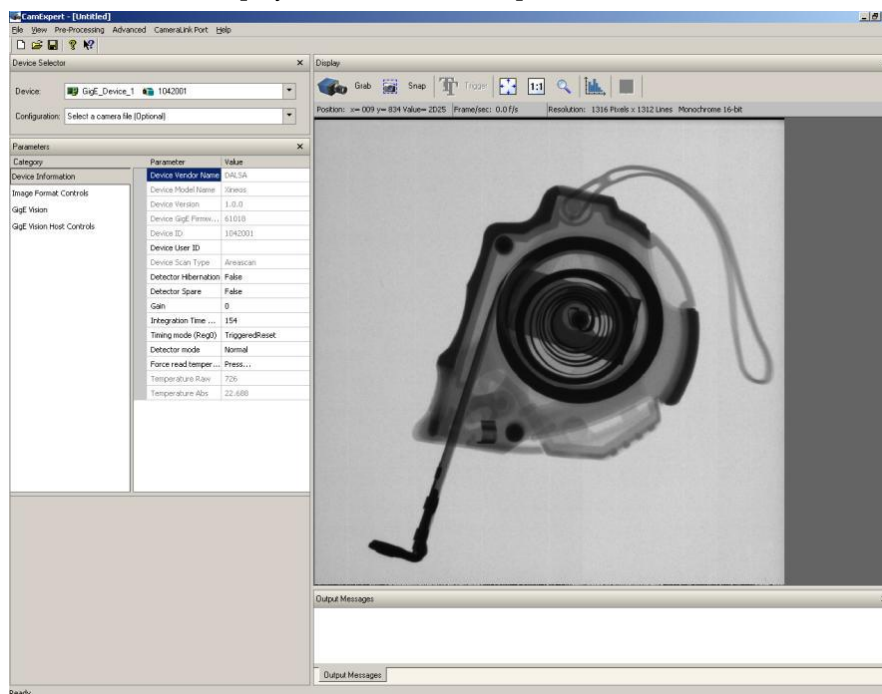 CamExpert - [Untitled]
File View Pre-Processing Advanced CameraLink Port Help
Device Selector
Device: GigE_Device_1 1042001
Configuration: Select a camera file (Optional)
Parameters
Category Parameter Value
Device Information
Image Format Controls
GigE Vision
GigE Vision Host Controls
Device Vendor Name DALSA
Device Model Name Xineos
Device Version 1.0.0
Device GigE Firmw... 61010
Device ID 1042001
Device User ID
Device Scan Type Areascan
Detector Hibernation False
Detector Spare False
Gain 0
Integration Time ... 154
Timing mode (Reg0) TriggeredReset
Detector mode Normal
Force read temper... Press...
Temperature Raw 726
Temperature Abs 22.688
Display
Grab Snap Trigger 1:1
Position: x= 009 y= 834 Value= 2D25 Frame/sec: 0.0 f/s Resolution: 1316 Pixels x 1312 Lines Monochrome 16-bit
Output Messages
Output Messages
Ready